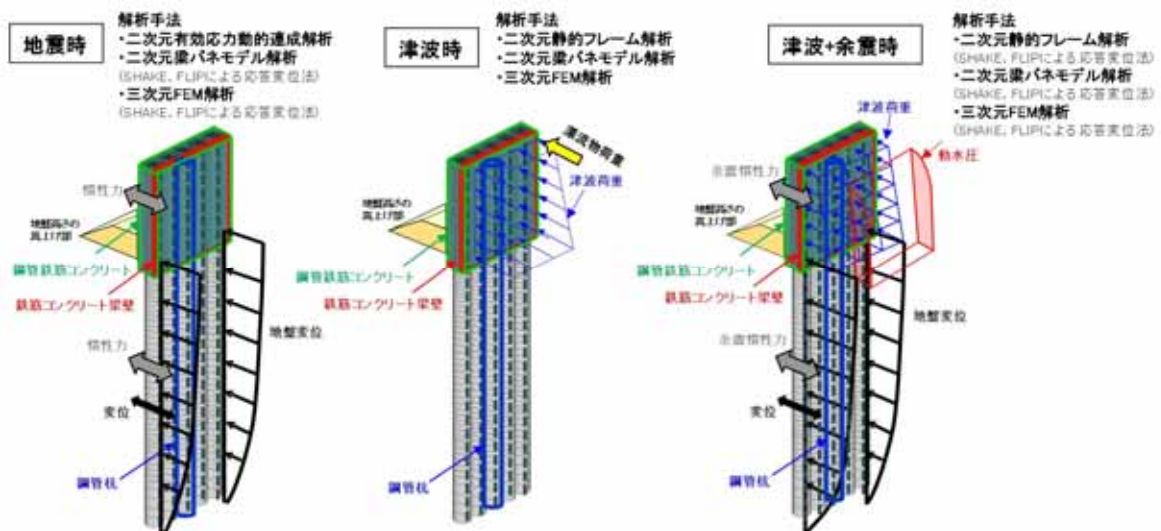 地震時
解析手法
・二次元有効応力動的連成解析
・二次元梁バネモデル解析
(SHAKE、FLIPによる応答変位法)
・三次元FEM解析
(SHAKE、FLIPによる応答変位法)
慣性力
地盤高さの
嵩上げ部
鋼管鉄筋コンクリート
鉄筋コンクリート梁壁
慣性力
地盤変位
変位
鋼管杭
津波時
解析手法
・二次元静的フレーム解析
・二次元梁バネモデル解析
・三次元FEM解析
漂流物荷重
津波荷重
地盤高さの
嵩上げ部
鋼管鉄筋コンクリート
鉄筋コンクリート梁壁
鋼管杭
津波+余震時
解析手法
・二次元静的フレーム解析
(SHAKE、FLIPによる応答変位法)
・二次元梁バネモデル解析
(SHAKE、FLIPによる応答変位法)
・三次元FEM解析
(SHAKE、FLIPによる応答変位法)
津波荷重
動水圧
余震慣性力
地盤高さの
嵩上げ部
鋼管鉄筋コンクリート
鉄筋コンクリート梁壁
地盤変位
余震慣性力
変位
鋼管杭